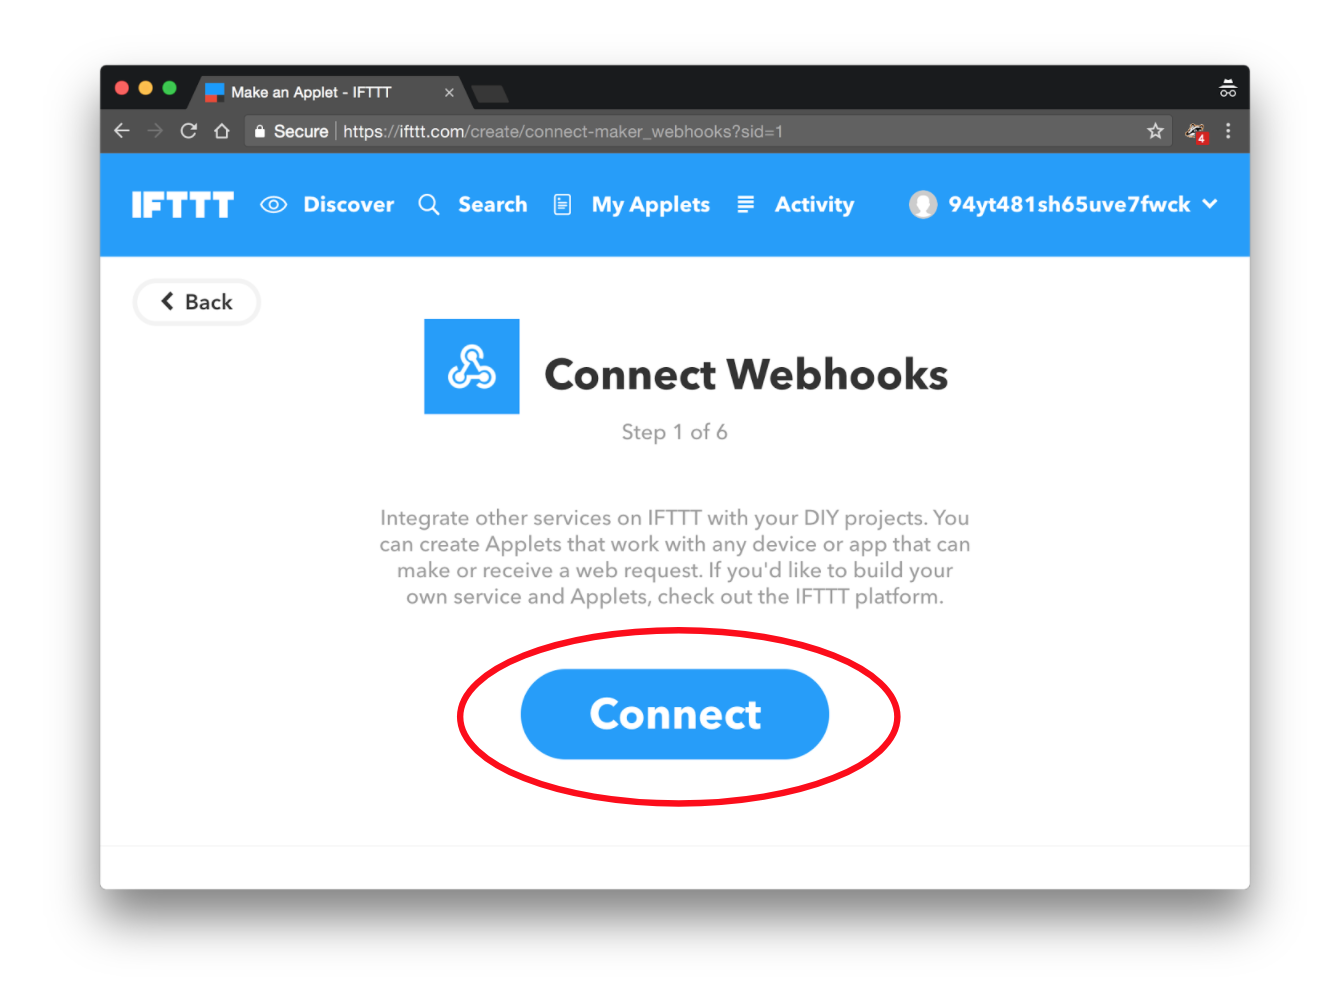 Make an Applet - IFTTT
Secure https://ifttt.com/create/connect-maker_webhooks?sid=1
4
IFTTT Discover Search My Applets Activity 94yt481sh65uve7fwck
Back
Connect Webhooks
Step 1 of 6
Integrate other services on IFTTT with your DIY projects. You
can create Applets that work with any device or app that can
make or receive a web request. If you'd like to build your
own service and Applets, check out the IFTTT platform.
Connect